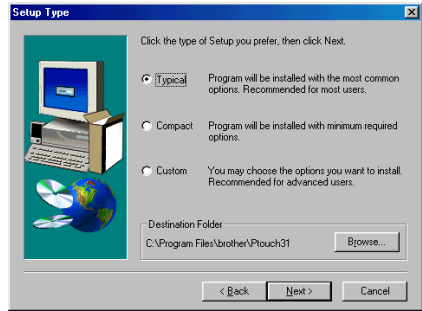 Setup Type
Click the type of Setup you prefer, then click Next.
Typical Program will be installed with the most common
options. Recommended for most users.
Compact Program will be installed with minimum required
options.
Custom You may choose the options you want to install.
Recommended for advanced users.
Destination Folder
C:\Program Files\brother\Ptouch31 Browse...
< Back Next > Cancel